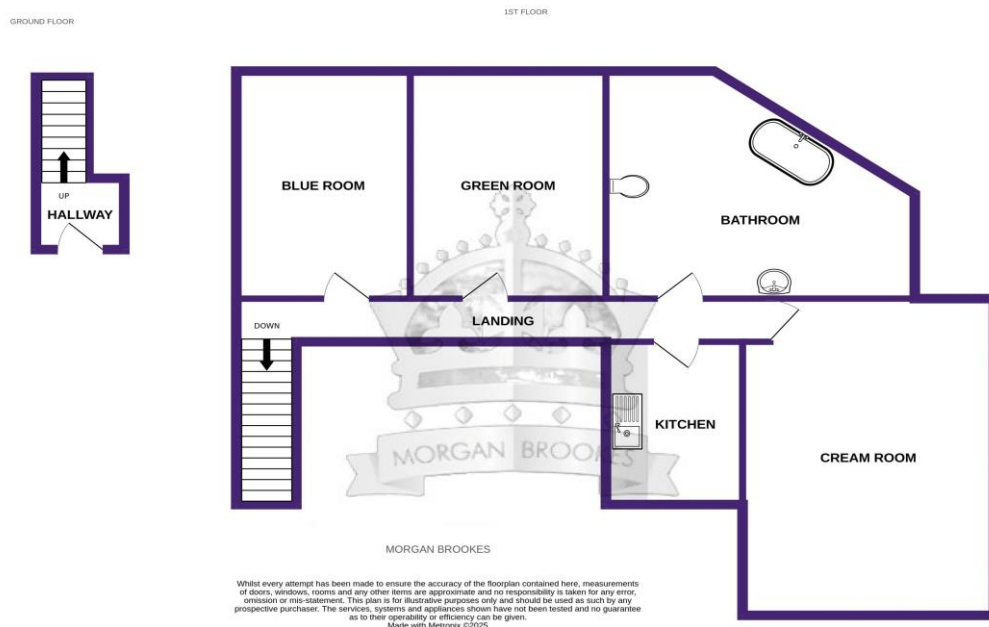 GROUND FLOOR
1ST FLOOR
BLUE ROOM
GREEN ROOM
UP
HALLWAY
BATHROOM
LANDING
DOWN
KITCHEN
MORGAN BROOKES
CREAM ROOM
MORGAN BROOKES
Whilst every attempt has been made to ensure the accuracy of the floorplan contained here, measurements
of doors, windows, rooms and any other items are approximate and no responsibility is taken for any error,
omission or mis-statement. This plan is for illustrative purposes only and should be used as such by any
prospective purchaser. The services, systems and appliances shown have not been tested and no guarantee
as to their operability or efficiency can be given.
Made with Metropix ©2025